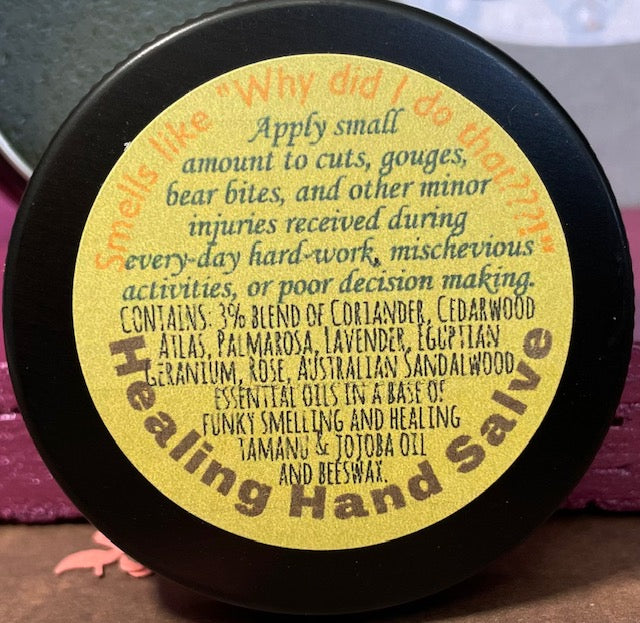 Smells like "Why did I do that???!"
Apply small
amount to cuts, gouges,
bear bites, and other minor
injuries received during
every-day hard-work, mischevious
activities, or poor decision making.
CONTAINS: 3% BLEND OF CORIANDER, CEDARWOOD
ATLAS, PALMAROSA, LAVENDER, EGUPTIAN
GERANIUM, ROSE, AUSTRALIAN SANDALWOOD
ESSENTIAL OILS IN A BASE OF
FUNKY SMELLING AND HEALING
TAMANU & JOJOBA OIL
AND BEESWAX.
Healing Hand Salve